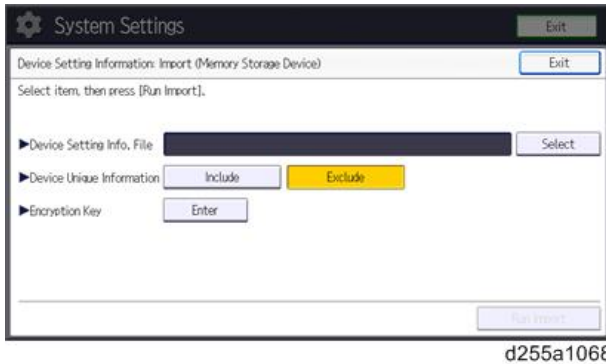 System Settings
Exit
Device Setting Information: Import (Memory Storage Device)
Exit
Select item, then press [Run Import].
►Device Setting Info. File
Select
►Device Unique Information
Include
Exclude
►Encryption Key
Enter
Run Import
d255a1068